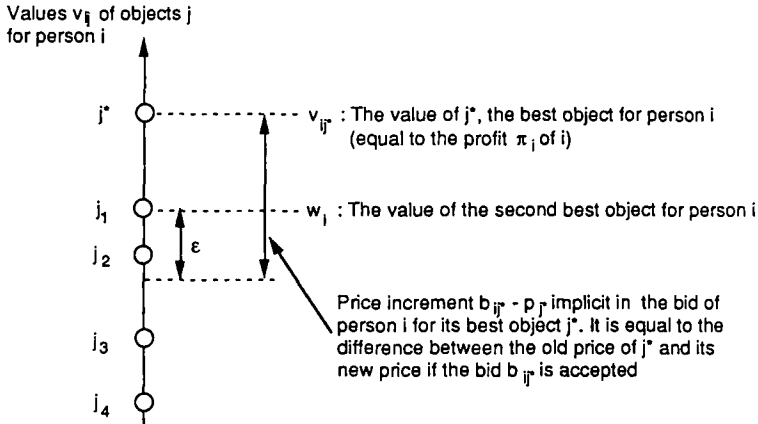 Values v_ij of objects j
for person i
j*
v_ij* : The value of j*, the best object for person i
(equal to the profit π_i of i)
j_1
w_i : The value of the second best object for person i
ε
j_2
Price increment b_ij* - p_j* implicit in the bid of
person i for its best object j*. It is equal to the
difference between the old price of j* and its
new price if the bid b_ij* is accepted
j_3
j_4